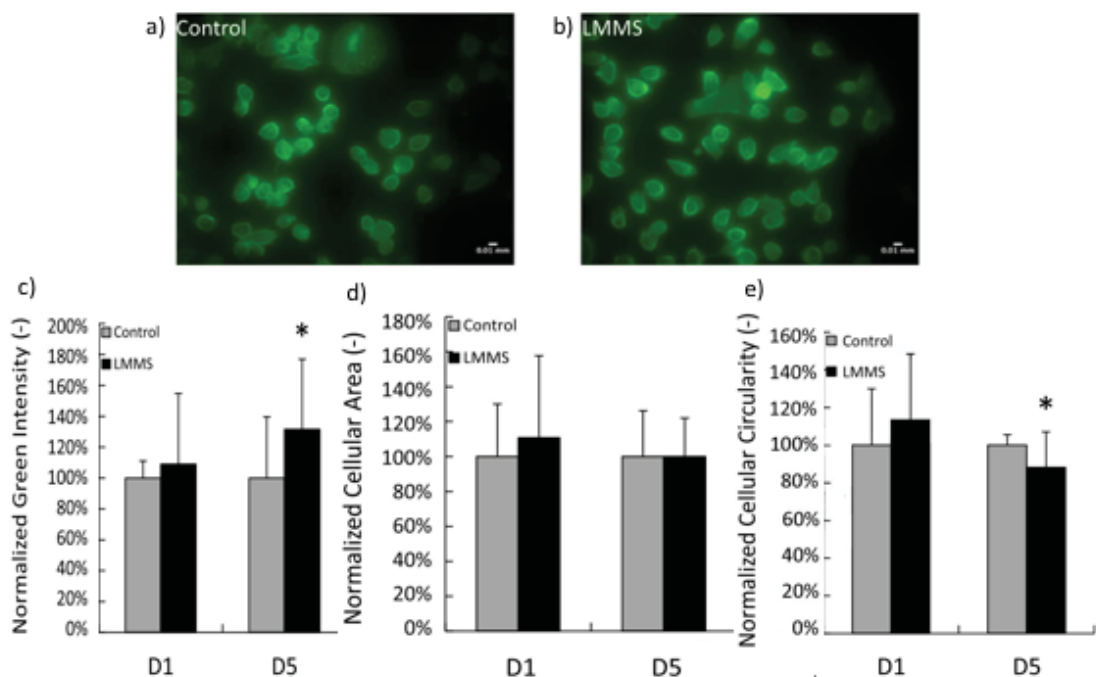 a) Control
b) LMMS
0.01 mm
0.01 mm
c)
Normalized Green Intensity (-)
200%
180%
160%
140%
120%
100%
80%
60%
40%
20%
0%
Control
LMMS
*
D1 D5
d)
Normalized Cellular Area (-)
180%
160%
140%
120%
100%
80%
60%
40%
20%
0%
Control
LMMS
D1 D5
e)
Normalized Cellular Circularity (-)
160%
140%
120%
100%
80%
60%
40%
20%
0%
Control
LMMS
*
D1 D5